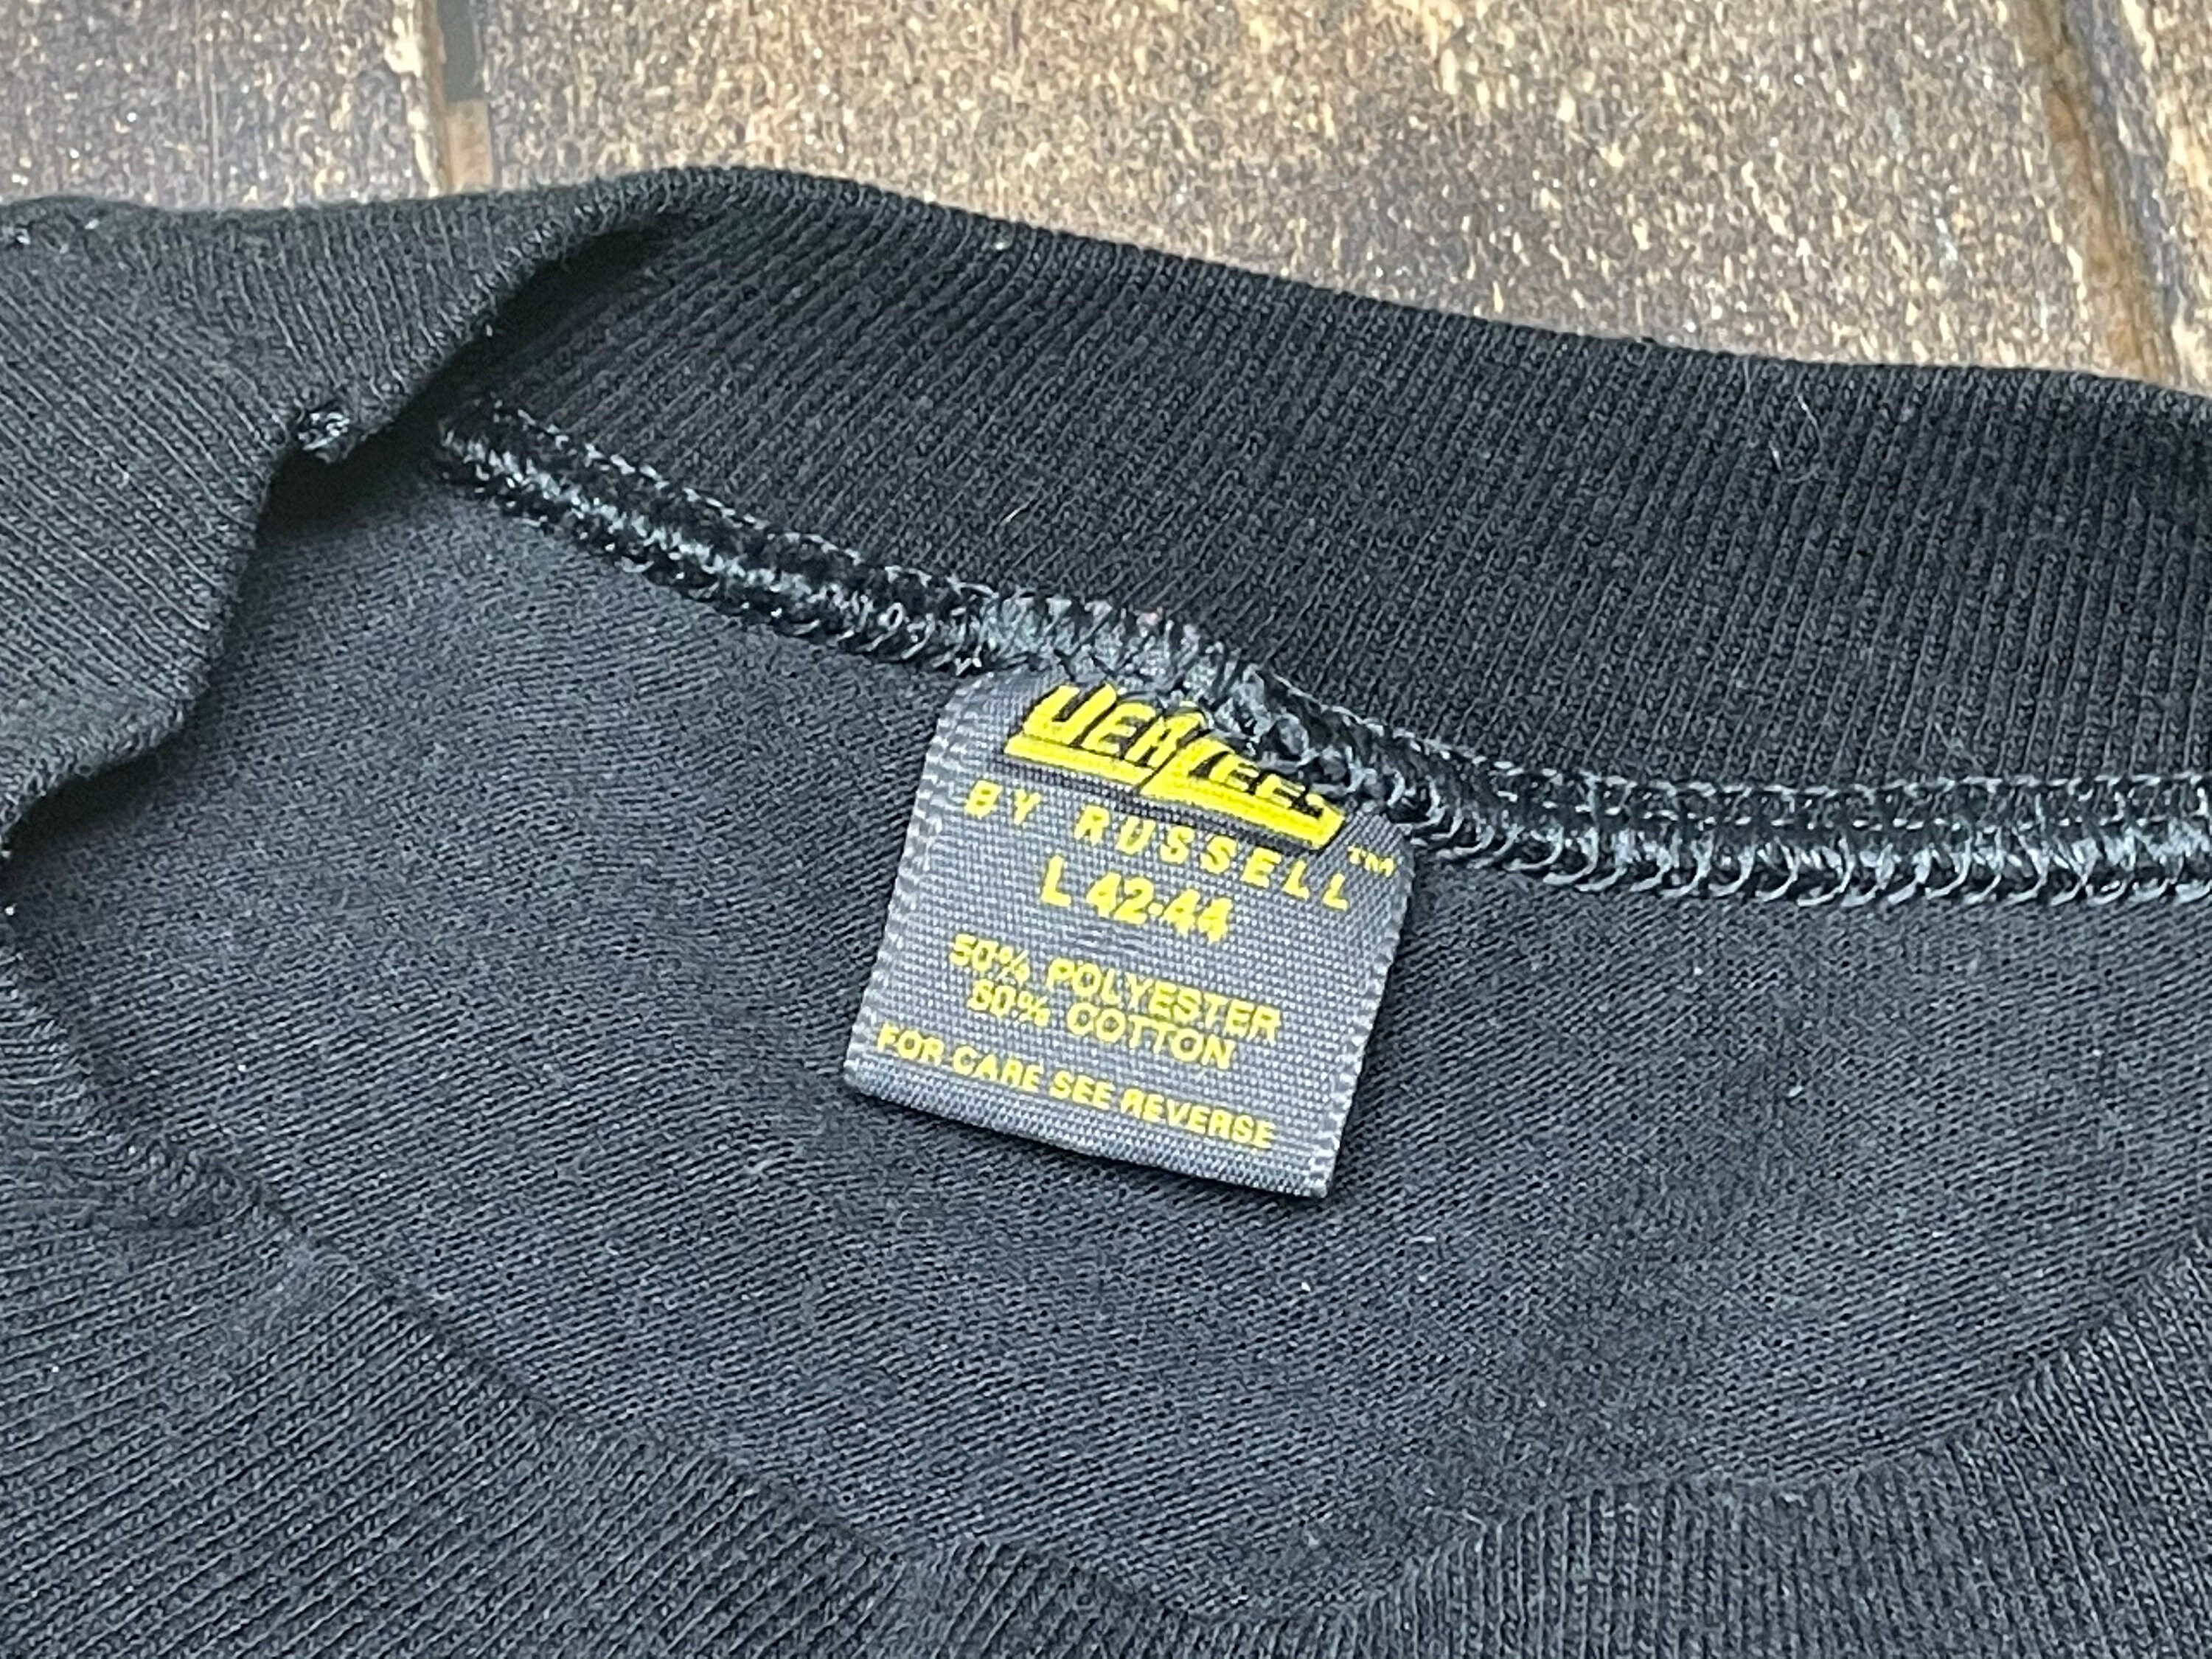 JERZEES
BY RUSSELL™
L 42-44
50% POLYESTER
50% COTTON
FOR CARE SEE REVERSE